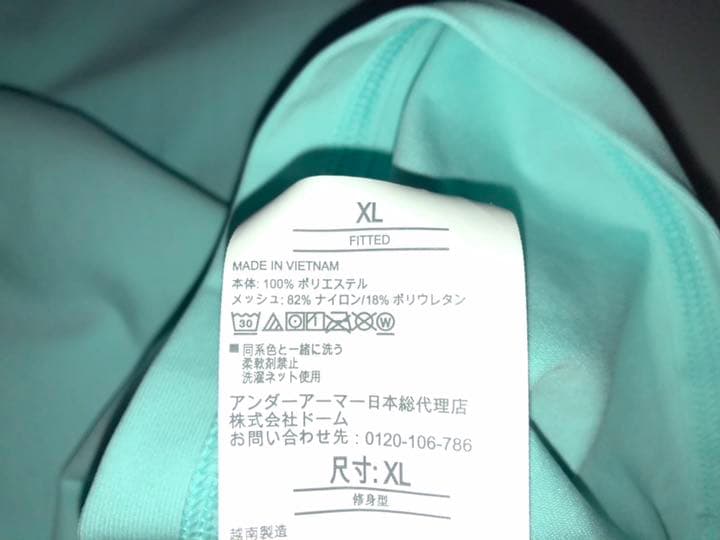 XL
FITTED
MADE IN VIETNAM
本体: 100% ポリエステル
メッシュ: 82% ナイロン/18% ポリウレタン
30 W
■同系色と一緒に洗う
柔軟剤禁止
洗濯ネット使用
アンダーアーマー日本総代理店
株式会社ドーム
お問い合わせ先 : 0120-106-786
尺寸: XL
修身型
越南製造